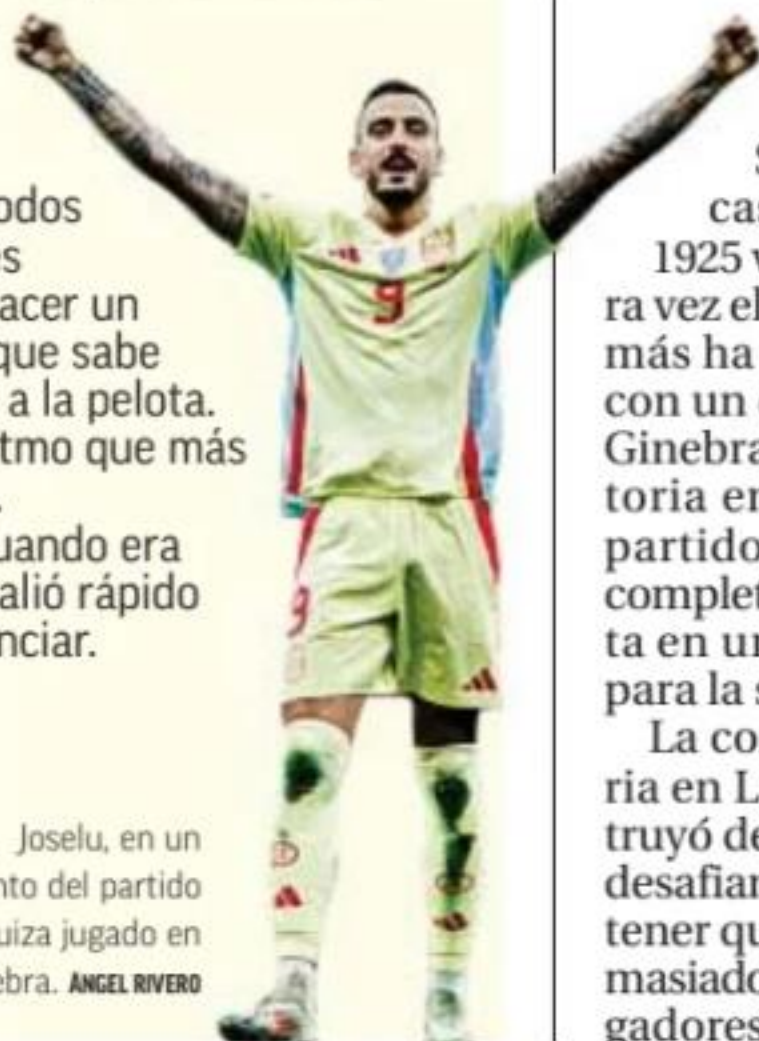 odos
s
acer un
que sabe
a la pelota.
tmo que más
.
uando era
alió rápido
nciar.
9
9
Joselu, en un
nto del partido
uiza jugado en
ebra. ANGEL RIVERO
S
cas
1925 v
ra vez el
más ha
con un
Ginebra
toria en
partido
complet
ta en un
para la s
La co
ria en L
truyó de
desafiar
tener qu
masiado
gadores